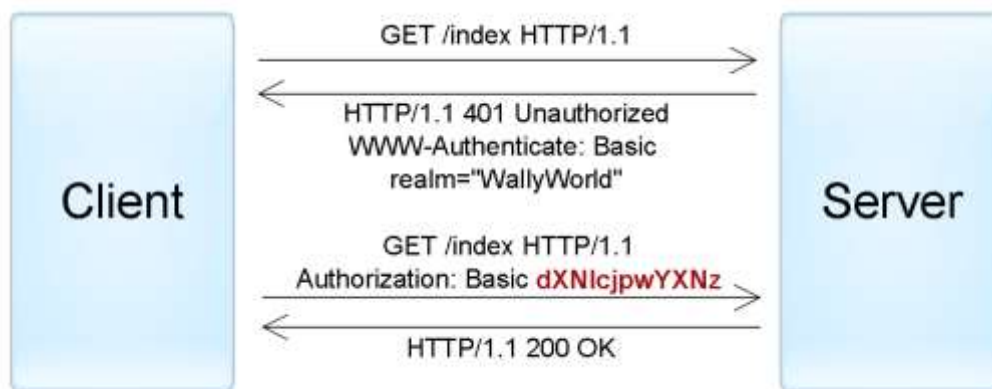 GET /index HTTP/1.1
HTTP/1.1 401 Unauthorized
WWW-Authenticate: Basic
realm="WallyWorld"
Client
Server
GET /index HTTP/1.1
Authorization: Basic dXNlcjpwYXNz
HTTP/1.1 200 OK